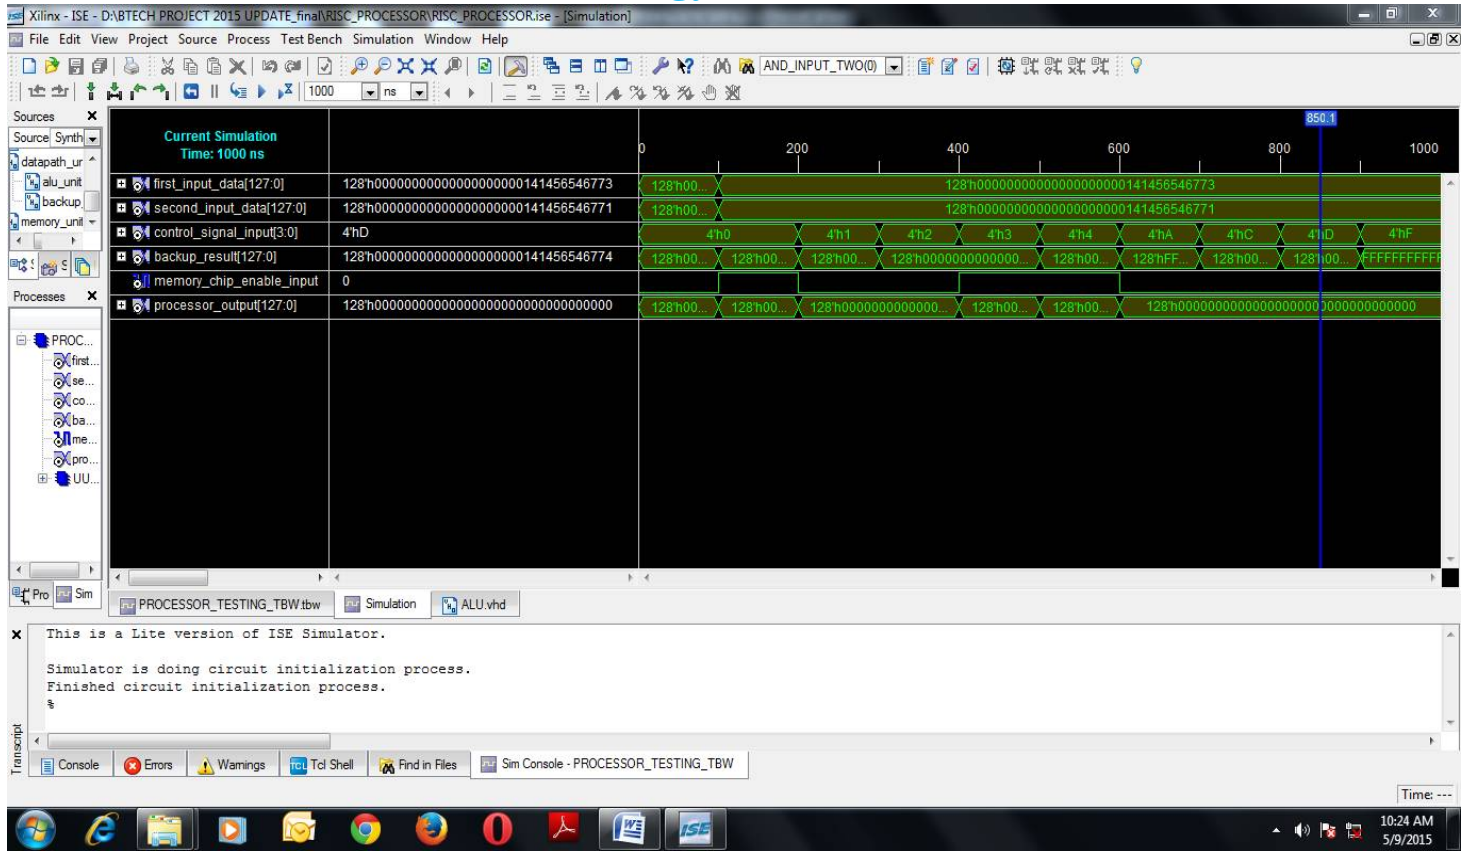 Xilinx - ISE - D:\BTECH PROJECT 2015 UPDATE_final\RISC_PROCESSOR\RISC_PROCESSOR.ise - [Simulation]
File Edit View Project Source Process Test Bench Simulation Window Help
AND_INPUT_TWO(0)
1000 ns
Sources
Source Synth
datapath_ur
alu_unit
backup_
memory_unit
Processes
PROC...
first...
se...
co...
ba...
me...
pro...
UU...
Pro Sim
Current Simulation
Time: 1000 ns
850.1
0 200 400 600 800 1000
first_input_data[127:0] 128'h00000000000000000000141456546773 128'h00... 128'h00000000000000000000141456546773
second_input_data[127:0] 128'h00000000000000000000141456546771 128'h00... 128'h00000000000000000000141456546771
control_signal_input[3:0] 4'hD 4'h0 4'h1 4'h2 4'h3 4'h4 4'hA 4'hC 4'hD 4'hF
backup_result[127:0] 128'h00000000000000000000141456546774 128'h00... 128'h00... 128'h00... 128'h0000000000000... 128'h00... 128'hFF... 128'h00... 128'h00... FFFFFFFFFFF
memory_chip_enable_input 0
processor_output[127:0] 128'h00000000000000000000000000000000 128'h00... 128'h00... 128'h0000000000000... 128'h00... 128'h00... 128'h00000000000000000000000000000000
PROCESSOR_TESTING_TBW.tbw Simulation ALU.vhd
This is a Lite version of ISE Simulator.
Simulator is doing circuit initialization process.
Finished circuit initialization process.
%
Transcript
Console Errors Warnings Tcl Shell Find in Files Sim Console - PROCESSOR_TESTING_TBW
Time: ---
ISE
10:24 AM
5/9/2015